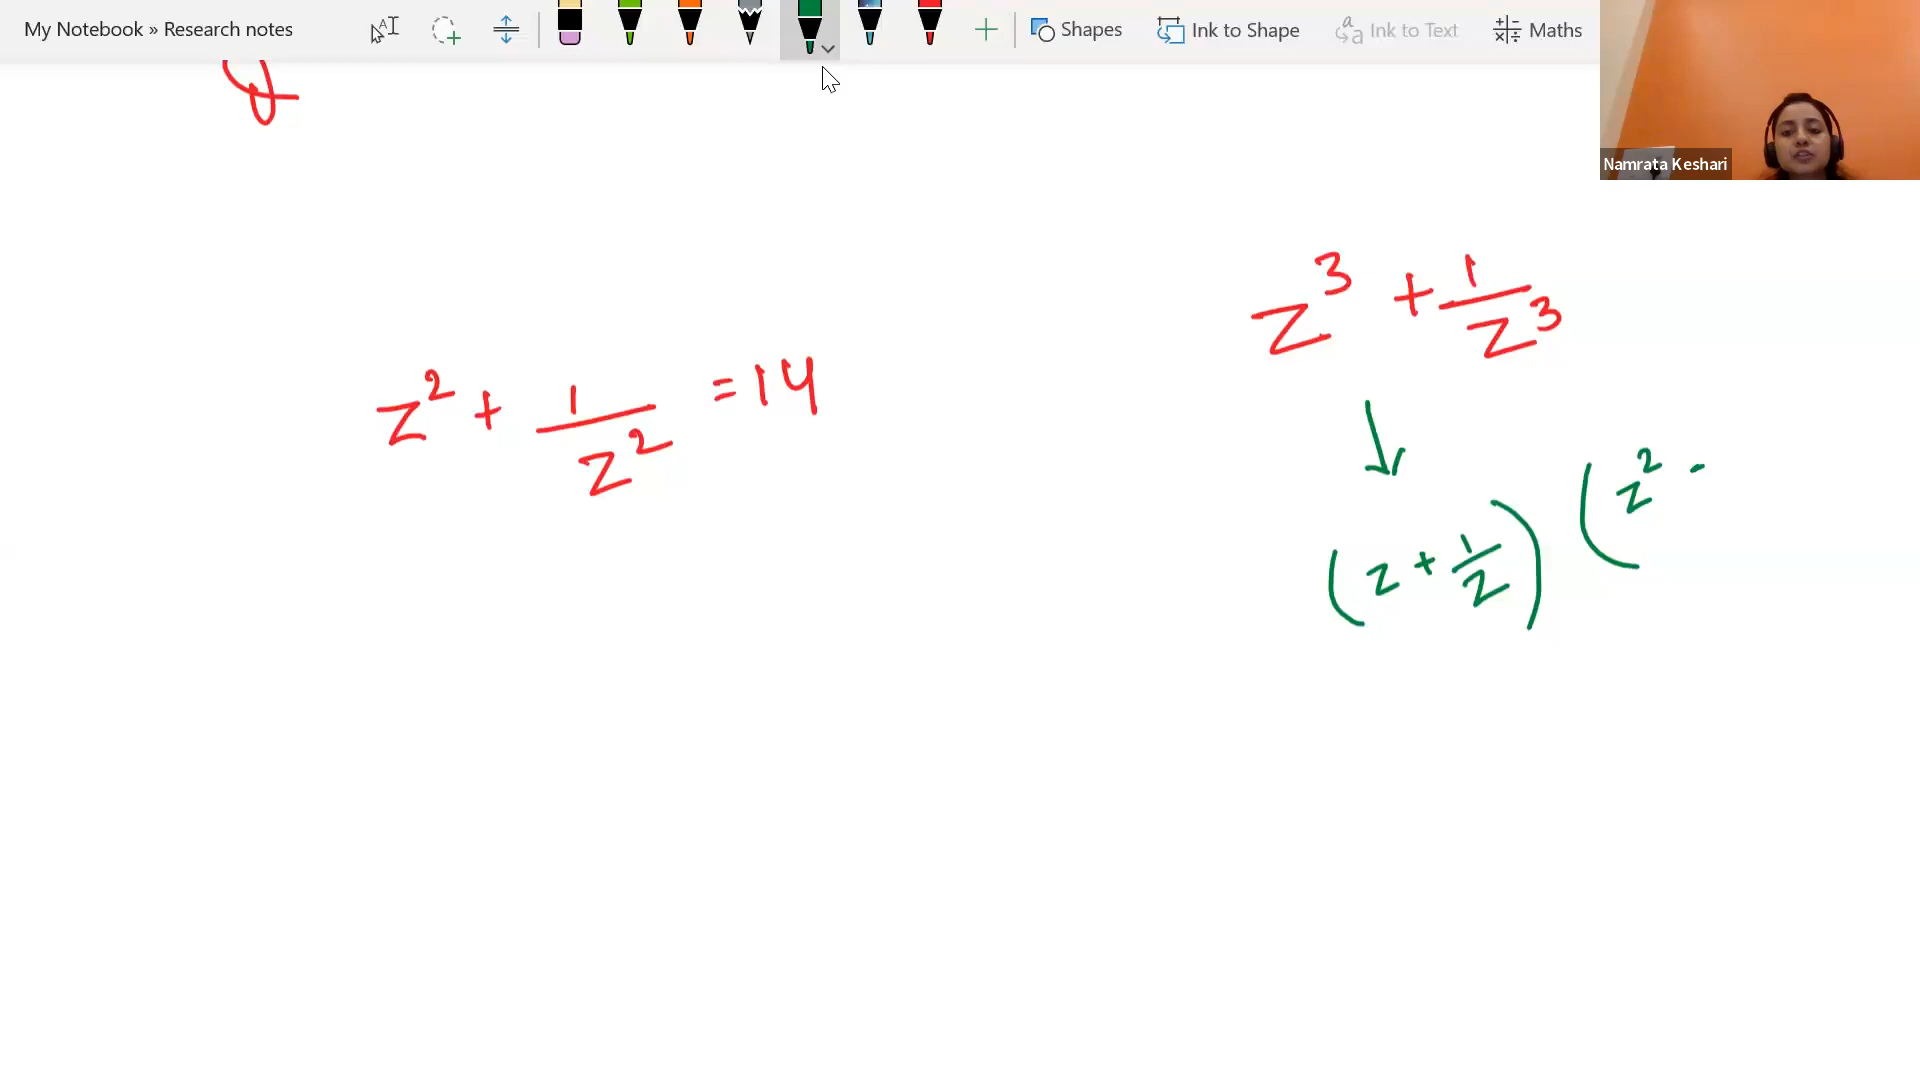 My Notebook » Research notes
Shapes
Ink to Shape
Ink to Text
Maths
Namrata Keshari
z³ + 1/z³
z² + 1/z² = 14
(z + 1/z) (z² -